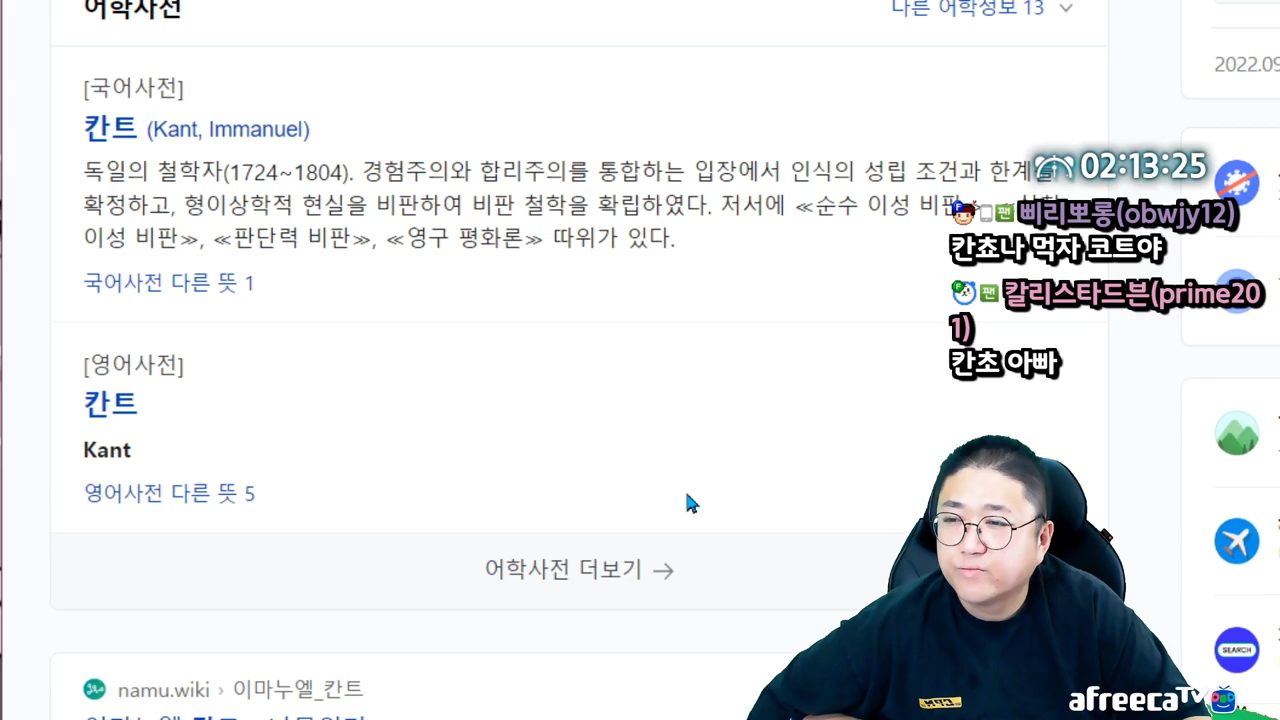 어학사전
다른 어학정보 13
[국어사전]
칸트 (Kant, Immanuel)
독일의 철학자(1724~1804). 경험주의와 합리주의를 통합하는 입장에서 인식의 성립 조건과 한계를
확정하고, 형이상학적 현실을 비판하여 비판 철학을 확립하였다. 저서에 ≪순수 이성 비판
이성 비판≫, ≪판단력 비판≫, ≪영구 평화론≫ 따위가 있다.
국어사전 다른 뜻 1
[영어사전]
칸트
Kant
영어사전 다른 뜻 5
어학사전 더보기 →
namu.wiki › 이마누엘_칸트
2022.09
02:13:25
삐리뽀롱(obwjy12)
칸쵸나 먹자 코트야
칼리스타드븐(prime20
1)
칸초 아빠
SEARCH
afreecaTV